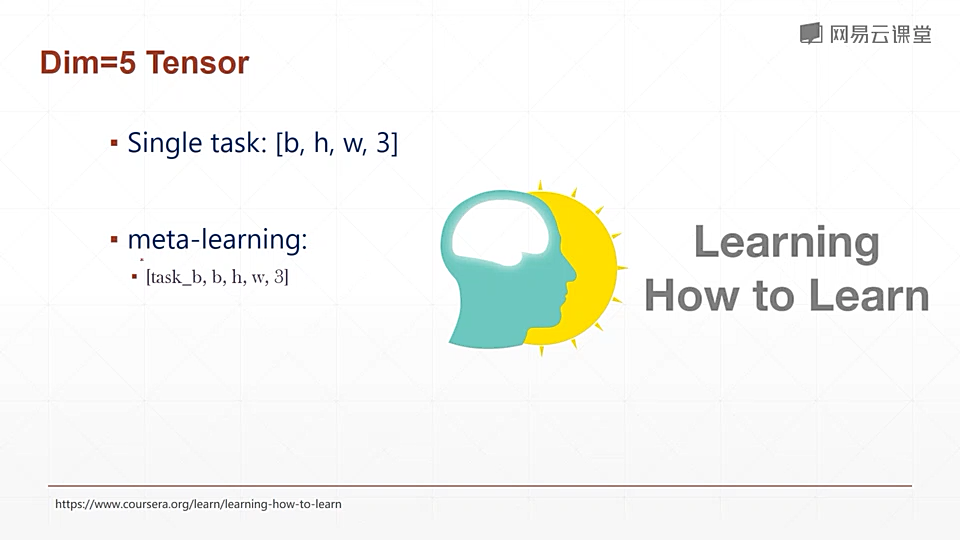 网易云课堂
Dim=5 Tensor
▪ Single task: [b, h, w, 3]
▪ meta-learning:
▪ [task_b, b, h, w, 3]
Learning
How to Learn
https://www.coursera.org/learn/learning-how-to-learn